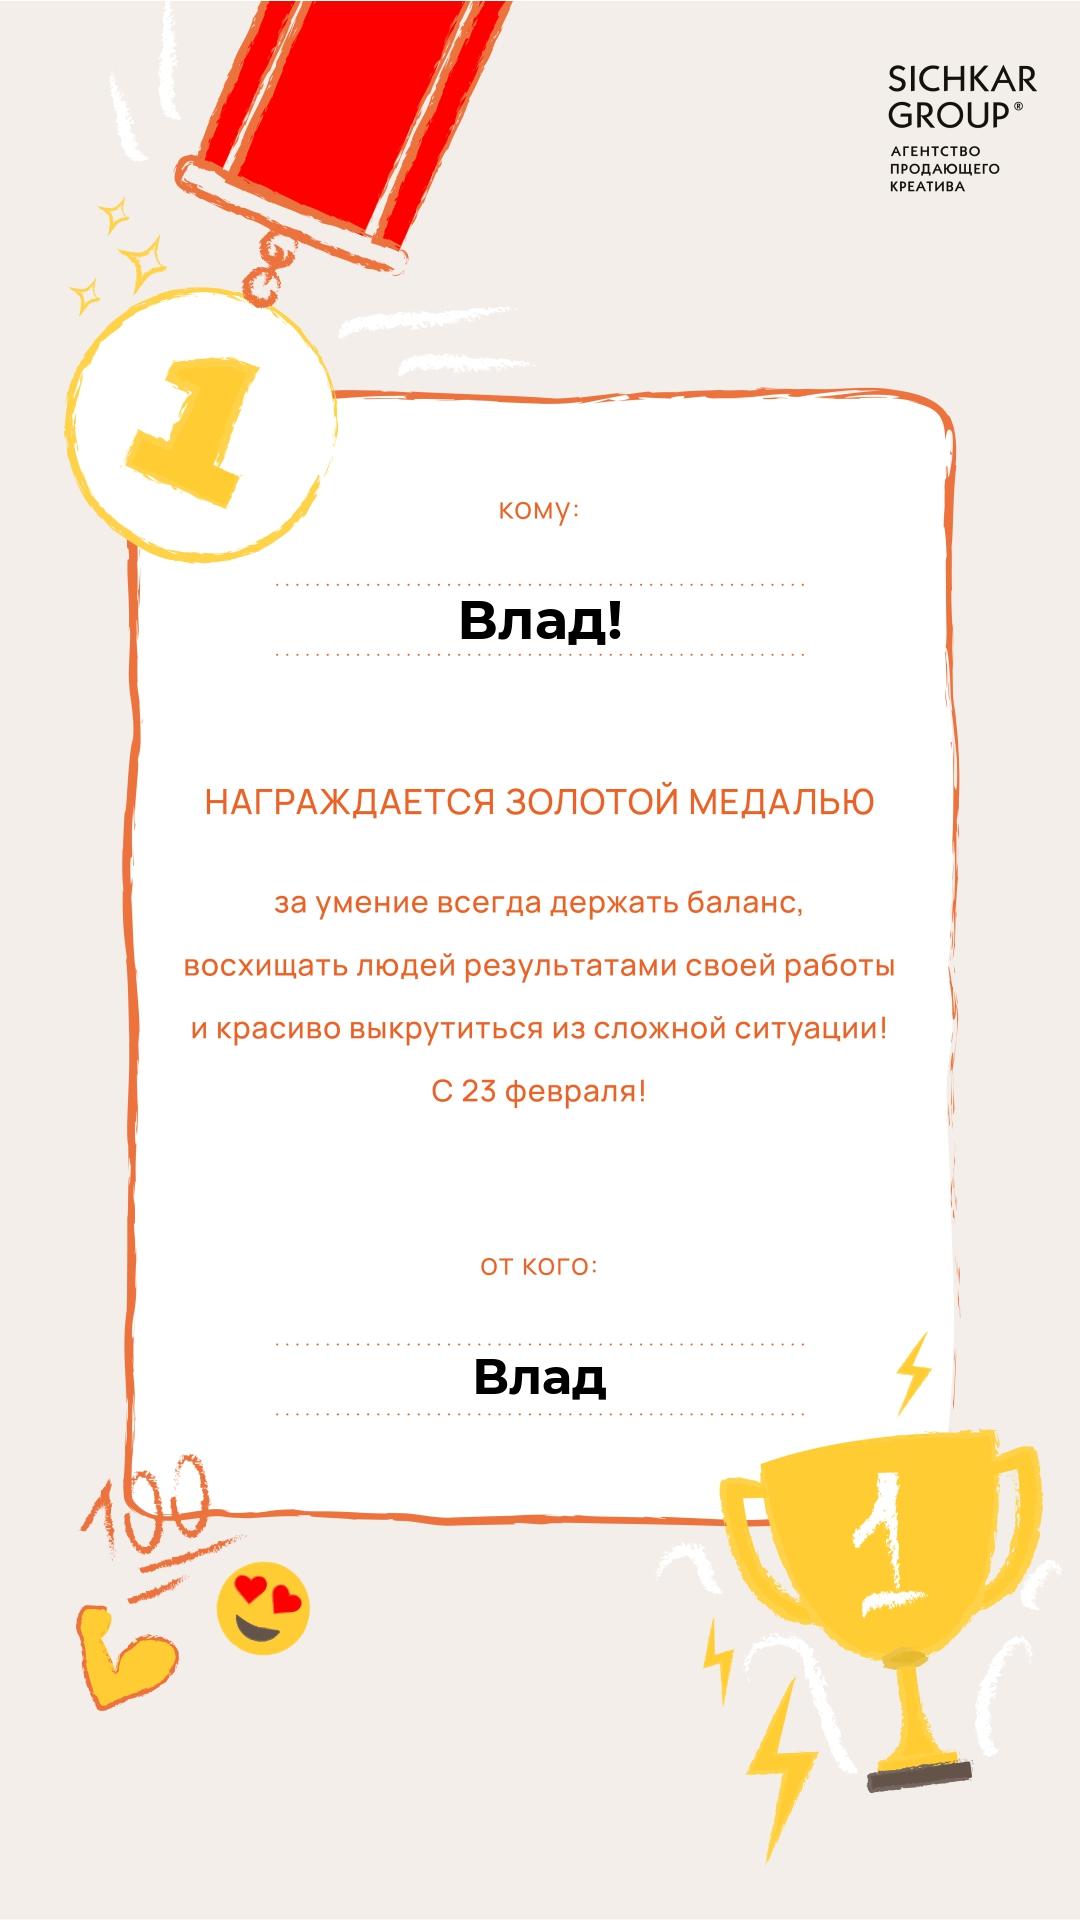 SICHKAR
GROUP®
АГЕНТСТВО
ПРОДАЮЩЕГО
КРЕАТИВА
1
кому:
Влад!
НАГРАЖДАЕТСЯ ЗОЛОТОЙ МЕДАЛЬЮ
за умение всегда держать баланс,
восхищать людей результатами своей работы
и красиво выкрутиться из сложной ситуации!
С 23 февраля!
от кого:
Влад
100
1